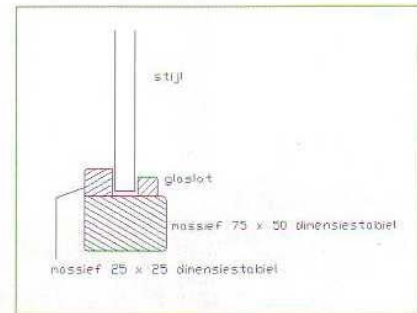 stijl
glaslat
massief 75 x 50 dimensiestabiel
massief 25 x 25 dimensiestabiel